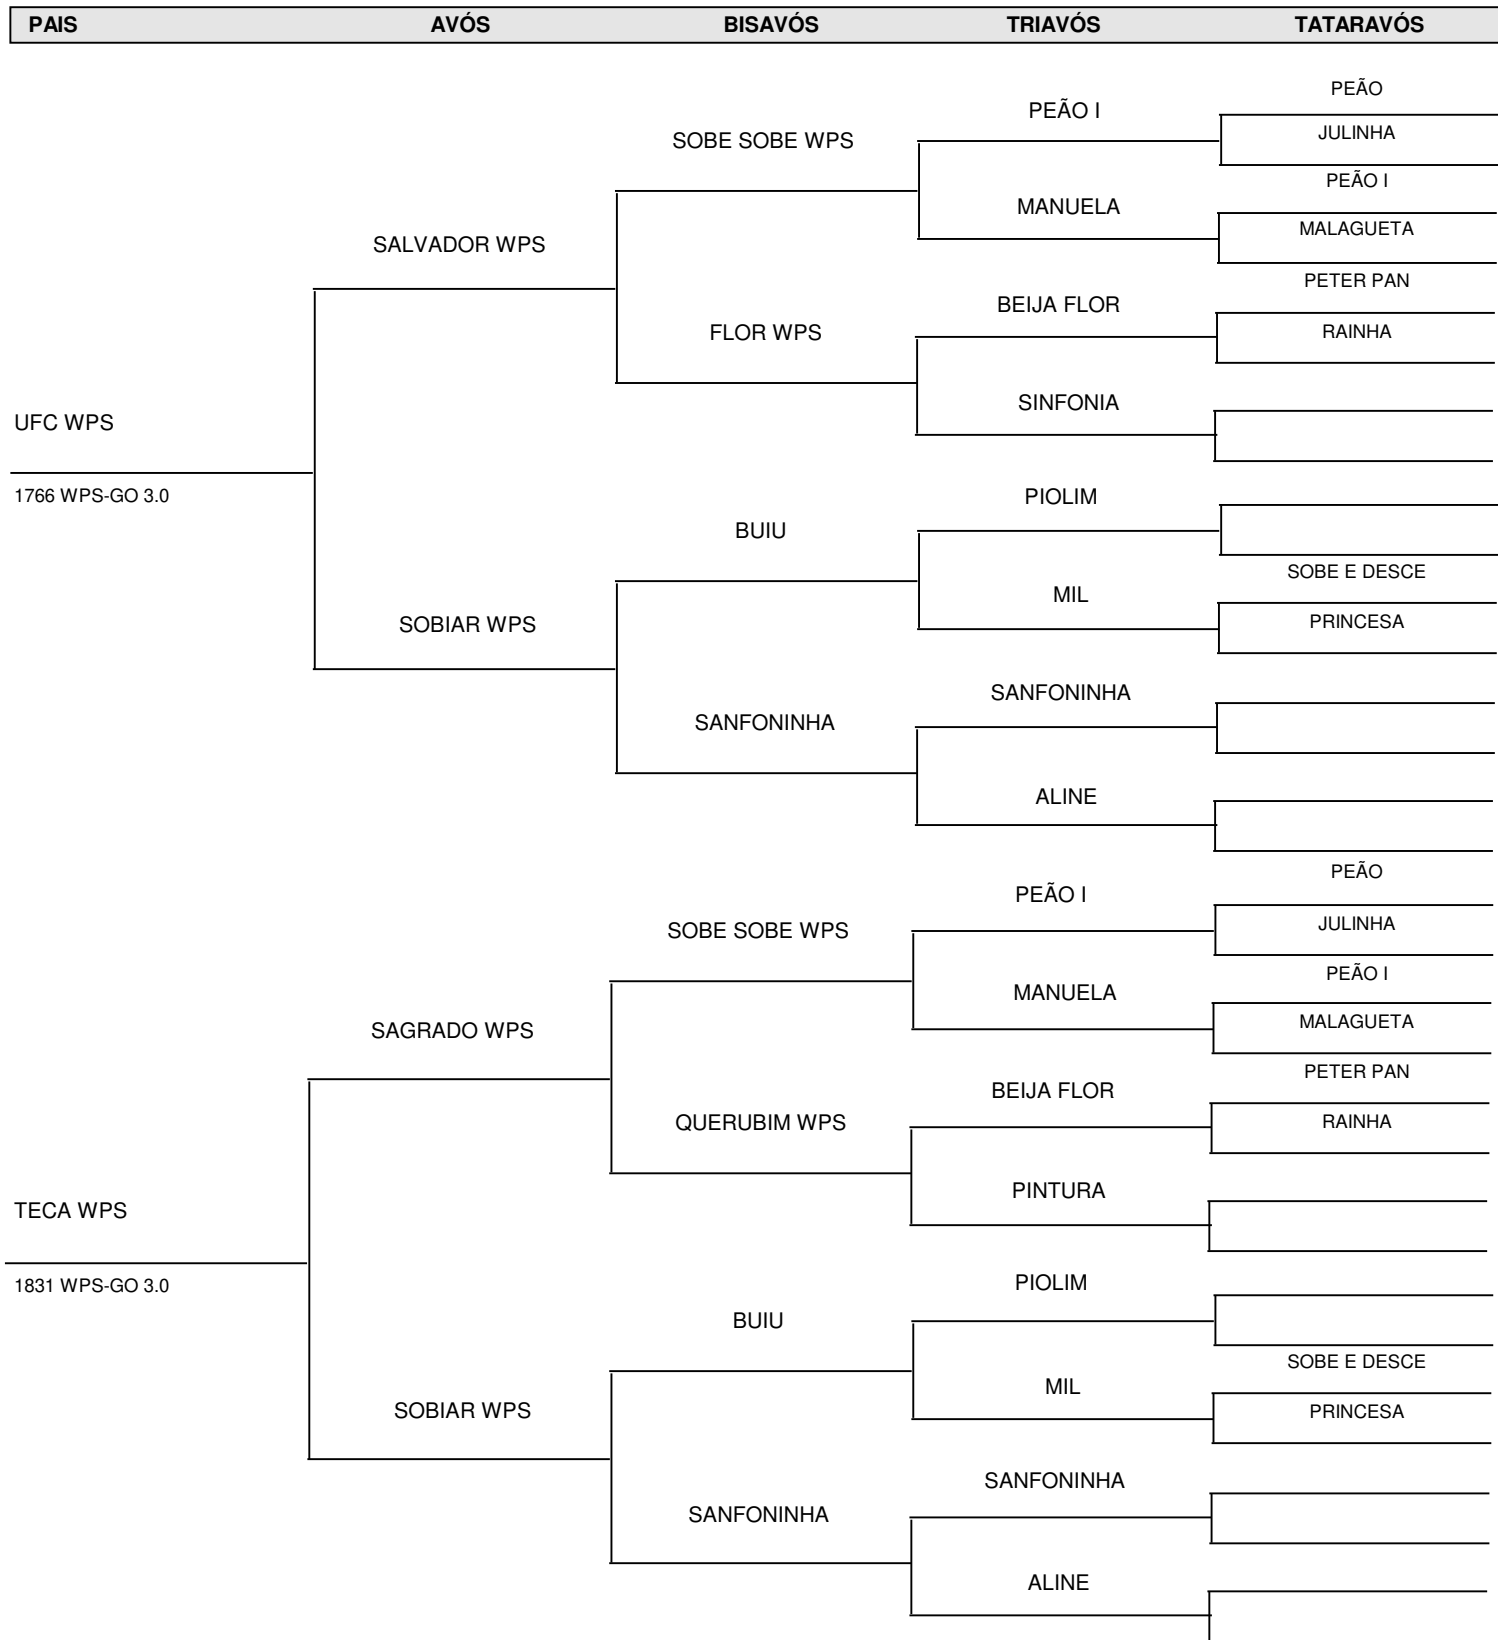 PAIS AVÓS BISAVÓS TRIAVÓS TATARAVÓS
PEÃO
PEÃO I
JULINHA
SOBE SOBE WPS
PEÃO I
MANUELA
MALAGUETA
SALVADOR WPS
PETER PAN
BEIJA FLOR
FLOR WPS
RAINHA
SINFONIA
UFC WPS
1766 WPS-GO 3.0
PIOLIM
BUIU
SOBE E DESCE
MIL
PRINCESA
SOBIAR WPS
SANFONINHA
SANFONINHA
ALINE
PEÃO
PEÃO I
JULINHA
SOBE SOBE WPS
PEÃO I
MANUELA
MALAGUETA
SAGRADO WPS
PETER PAN
BEIJA FLOR
QUERUBIM WPS
RAINHA
PINTURA
TECA WPS
1831 WPS-GO 3.0
PIOLIM
BUIU
SOBE E DESCE
MIL
PRINCESA
SOBIAR WPS
SANFONINHA
SANFONINHA
ALINE